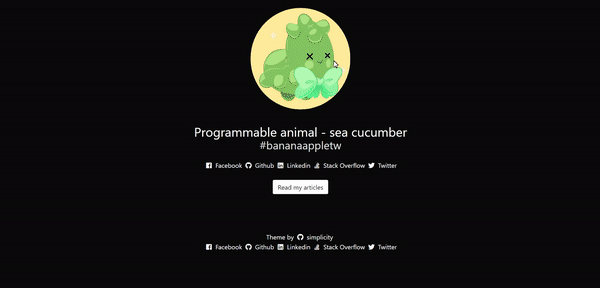 Programmable animal - sea cucumber
#bananaappletw
Facebook Github Linkedin Stack Overflow Twitter
Read my articles
Theme by simplicity
Facebook Github Linkedin Stack Overflow Twitter